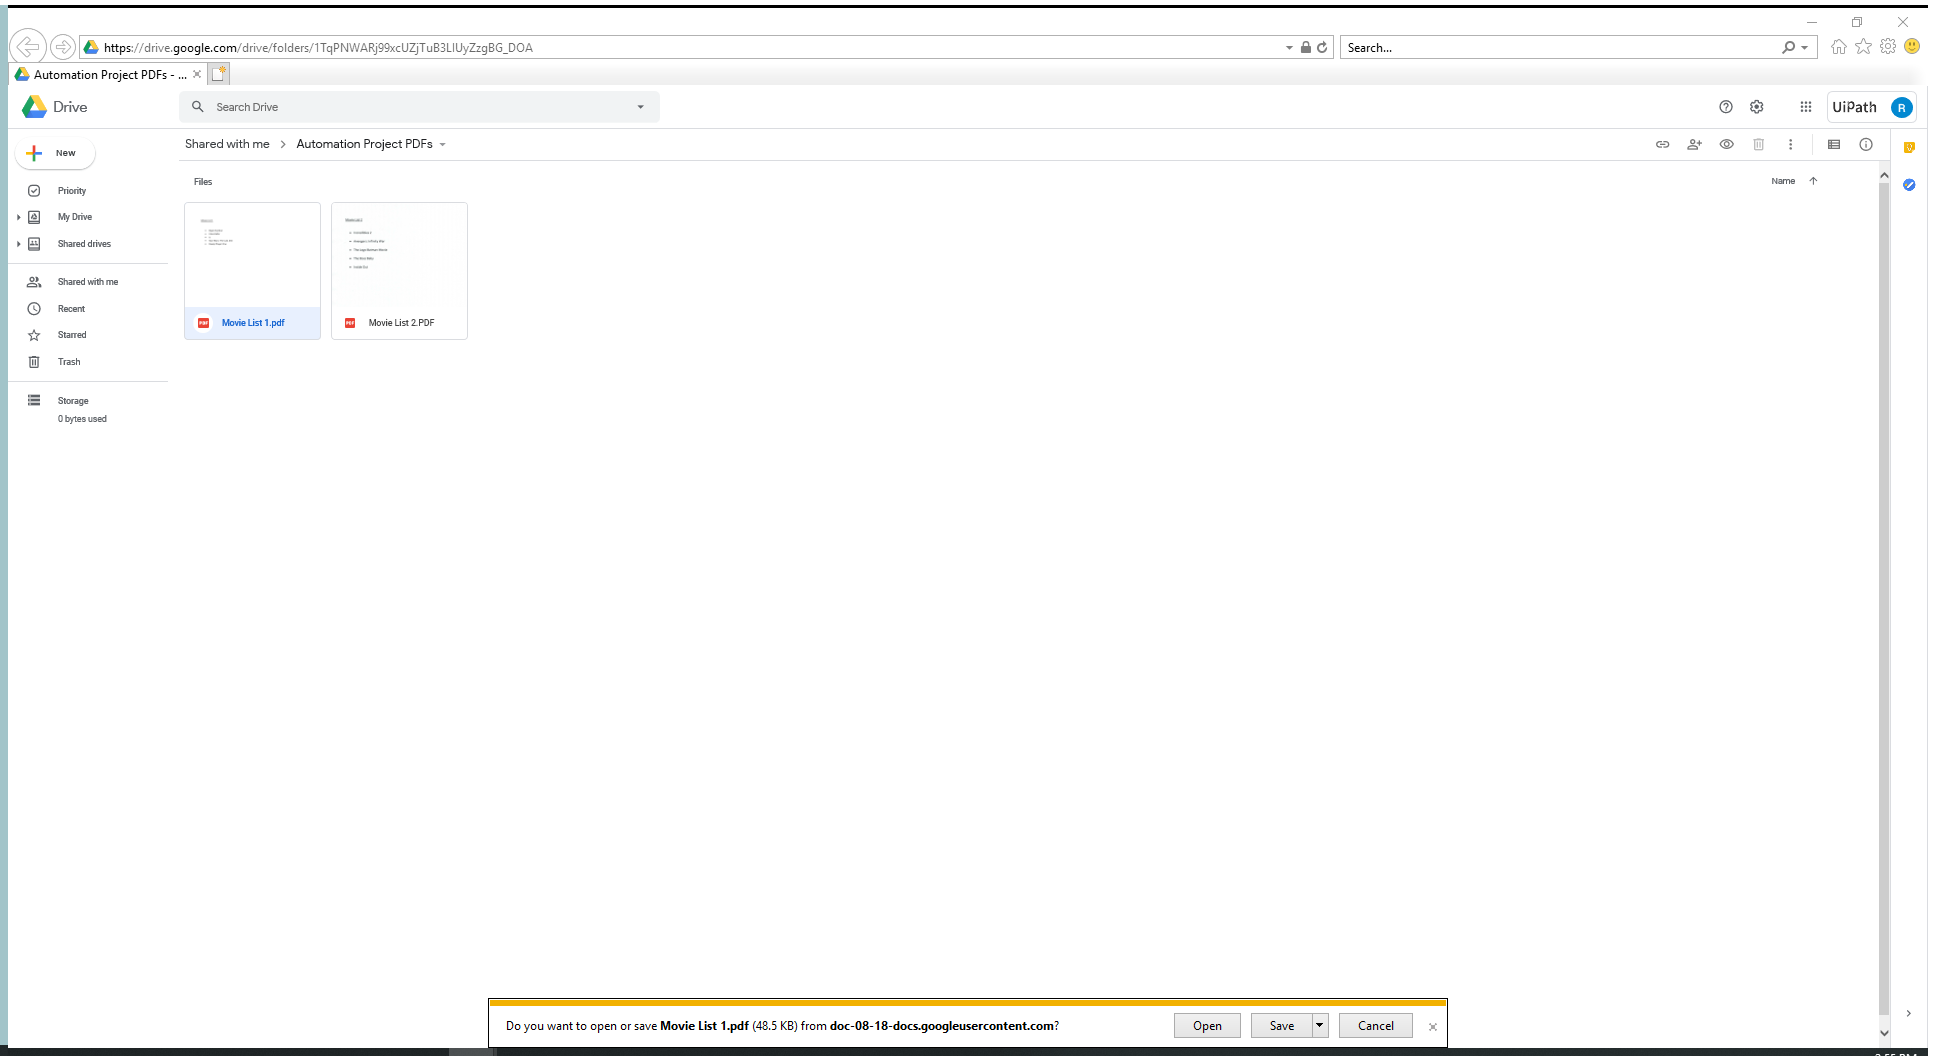 https://drive.google.com/drive/folders/1TqPNWARj99xcUZjTuB3LlUyZzgBG_DOA
Search...
Automation Project PDFs - ...
Drive
Search Drive
UiPath
R
New
Shared with me > Automation Project PDFs
Priority
My Drive
Shared drives
Shared with me
Recent
Starred
Trash
Storage
0 bytes used
Files
Name
PDF Movie List 1.pdf
PDF Movie List 2.PDF
Do you want to open or save Movie List 1.pdf (48.5 KB) from doc-08-18-docs.googleusercontent.com?
Open
Save
Cancel